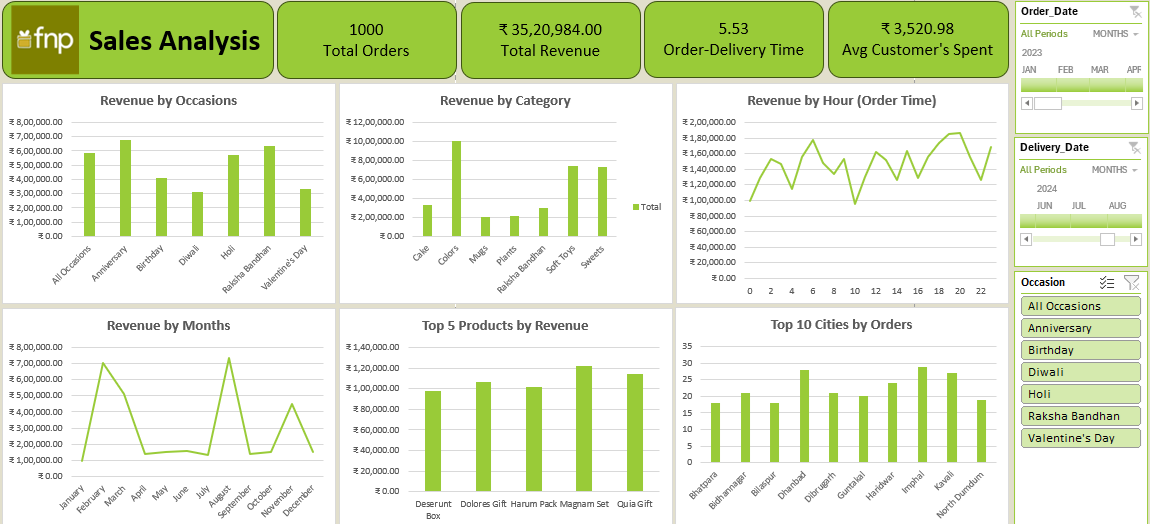 fnp
Sales Analysis
1000
Total Orders
₹ 35,20,984.00
Total Revenue
5.53
Order-Delivery Time
₹ 3,520.98
Avg Customer's Spent
Revenue by Occasions
₹ 8,00,000.00
₹ 7,00,000.00
₹ 6,00,000.00
₹ 5,00,000.00
₹ 4,00,000.00
₹ 3,00,000.00
₹ 2,00,000.00
₹ 1,00,000.00
₹ 0.00
All Occasions
Anniversary
Birthday
Diwali
Holi
Raksha Bandhan
Valentine's Day
Revenue by Category
₹ 12,00,000.00
₹ 10,00,000.00
₹ 8,00,000.00
₹ 6,00,000.00
₹ 4,00,000.00
₹ 2,00,000.00
₹ 0.00
Cake
Colors
Mugs
Plants
Raksha Bandhan
Soft Toys
Sweets
Total
Revenue by Hour (Order Time)
₹ 2,00,000.00
₹ 1,80,000.00
₹ 1,60,000.00
₹ 1,40,000.00
₹ 1,20,000.00
₹ 1,00,000.00
₹ 80,000.00
₹ 60,000.00
₹ 40,000.00
₹ 20,000.00
₹ 0.00
0 2 4 6 8 10 12 14 16 18 20 22
Revenue by Months
₹ 8,00,000.00
₹ 7,00,000.00
₹ 6,00,000.00
₹ 5,00,000.00
₹ 4,00,000.00
₹ 3,00,000.00
₹ 2,00,000.00
₹ 1,00,000.00
₹ 0.00
January
February
March
April
May
June
July
August
September
October
November
December
Top 5 Products by Revenue
₹ 1,40,000.00
₹ 1,20,000.00
₹ 1,00,000.00
₹ 80,000.00
₹ 60,000.00
₹ 40,000.00
₹ 20,000.00
₹ 0.00
Deserunt Box
Dolores Gift
Harum Pack
Magnam Set
Quia Gift
Top 10 Cities by Orders
35
30
25
20
15
10
5
0
Bhatpara
Bidhannagar
Bilaspur
Dhanbad
Dibrugarh
Guntakal
Haridwar
Imphal
Kavali
North Dumdum
Order_Date
All Periods MONTHS
2023
JAN FEB MAR APR
Delivery_Date
All Periods MONTHS
2024
JUN JUL AUG
Occasion
All Occasions
Anniversary
Birthday
Diwali
Holi
Raksha Bandhan
Valentine's Day